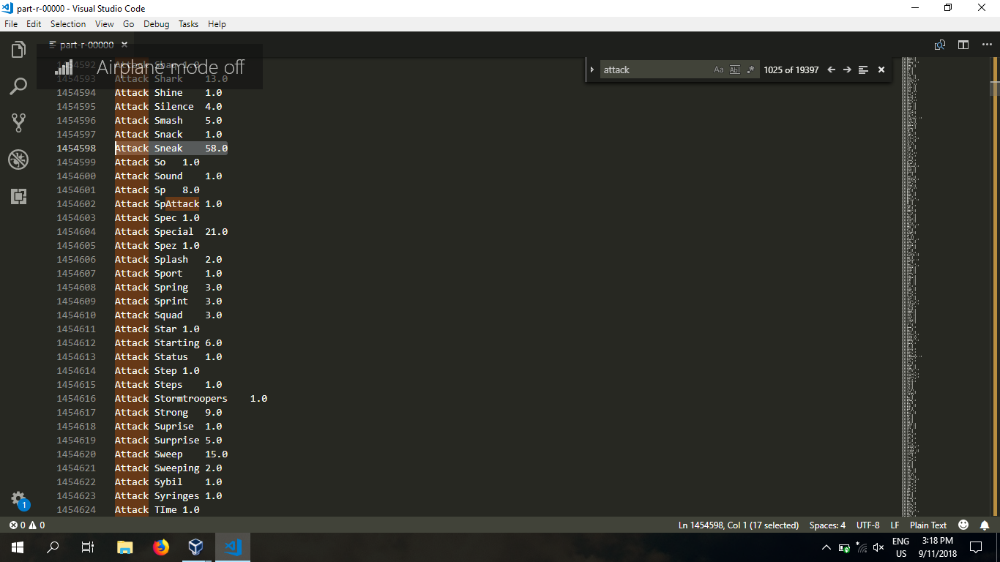 part-r-00000 - Visual Studio Code
File Edit Selection View Go Debug Tasks Help
part-r-00000
Airplane mode off
attack Aa Abl .* 1025 of 19397
1454592 Attack Shap 1.0
1454593 Attack Shark 13.0
1454594 Attack Shine 1.0
1454595 Attack Silence 4.0
1454596 Attack Smash 5.0
1454597 Attack Snack 1.0
1454598 Attack Sneak 58.0
1454599 Attack So 1.0
1454600 Attack Sound 1.0
1454601 Attack Sp 8.0
1454602 Attack SpAttack 1.0
1454603 Attack Spec 1.0
1454604 Attack Special 21.0
1454605 Attack Spez 1.0
1454606 Attack Splash 2.0
1454607 Attack Sport 1.0
1454608 Attack Spring 3.0
1454609 Attack Sprint 3.0
1454610 Attack Squad 3.0
1454611 Attack Star 1.0
1454612 Attack Starting 6.0
1454613 Attack Status 1.0
1454614 Attack Step 1.0
1454615 Attack Steps 1.0
1454616 Attack Stormtroopers 1.0
1454617 Attack Strong 9.0
1454618 Attack Suprise 1.0
1454619 Attack Surprise 5.0
1454620 Attack Sweep 15.0
1454621 Attack Sweeping 2.0
1454622 Attack Sybil 1.0
1454623 Attack Syringes 1.0
1454624 Attack TIme 1.0
1
0 0 Ln 1454598, Col 1 (17 selected) Spaces: 4 UTF-8 LF Plain Text
ENG 3:18 PM
US 9/11/2018